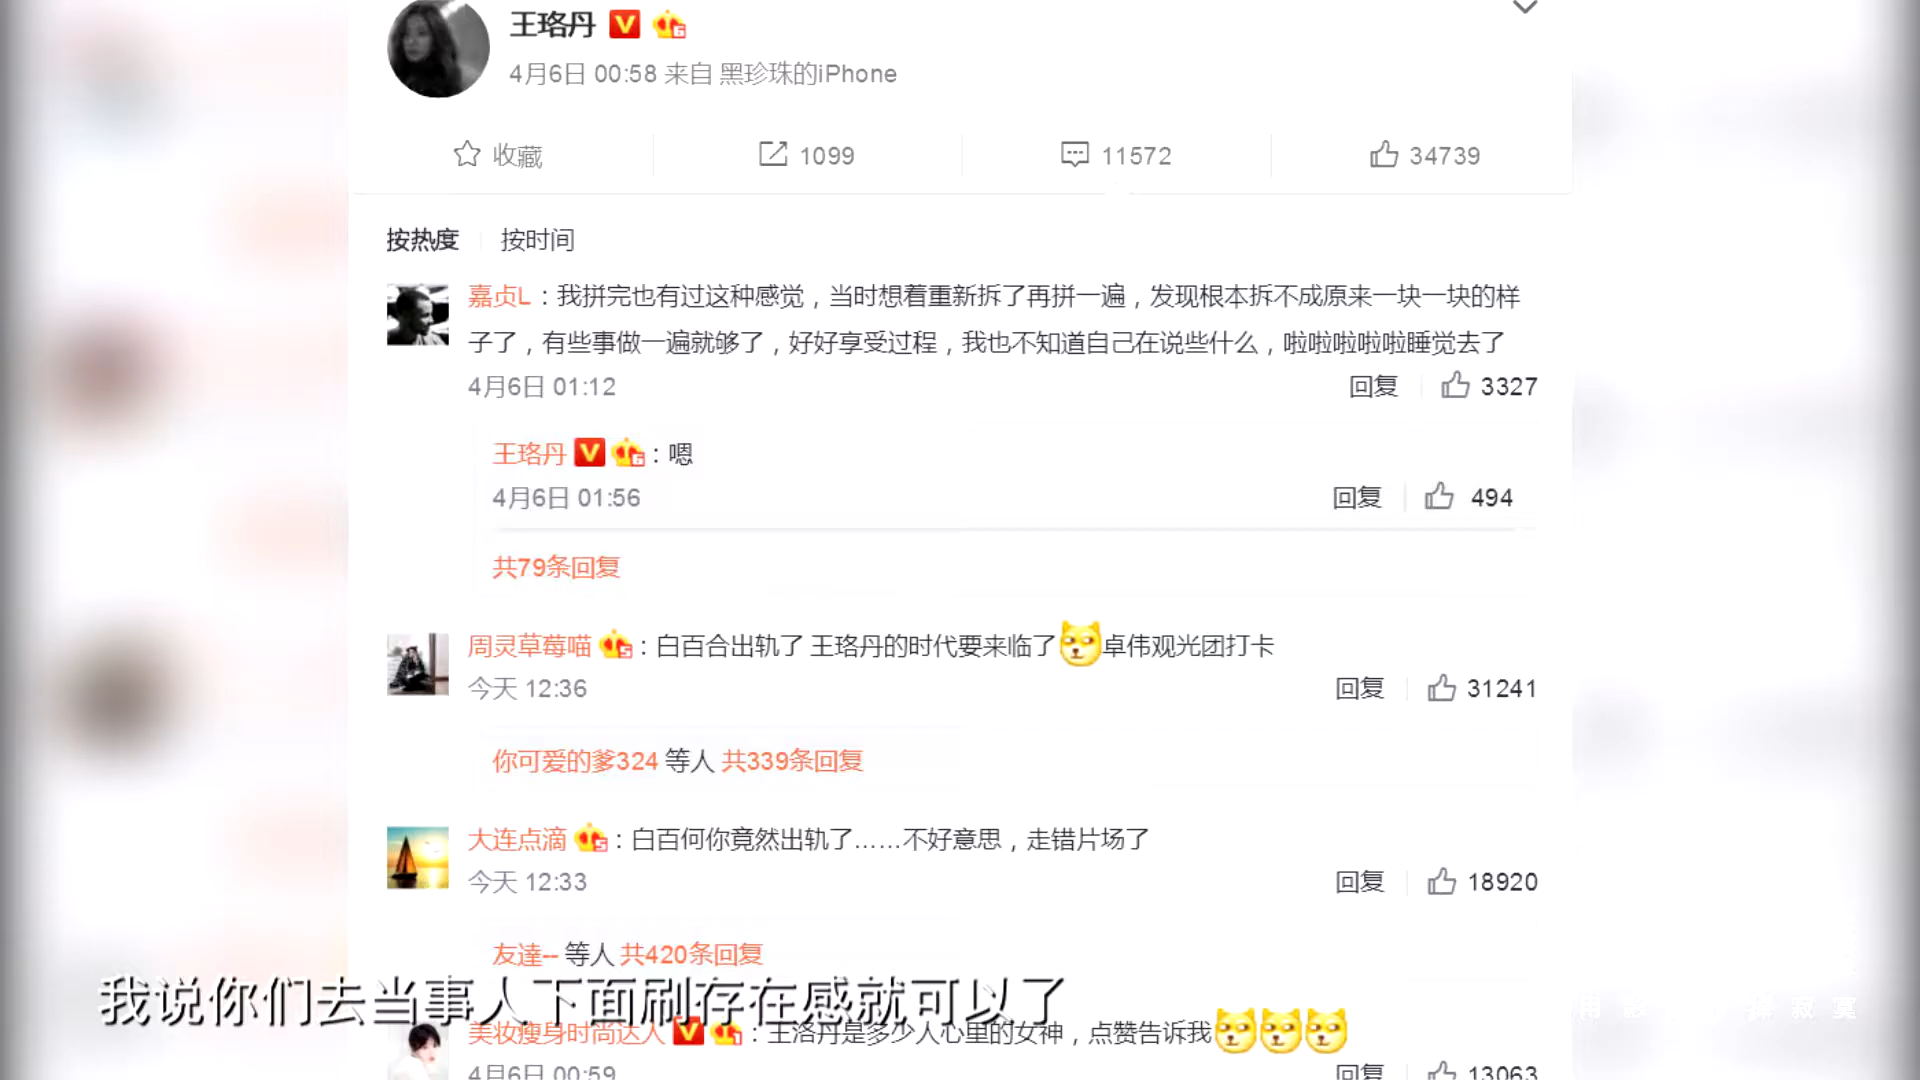 王珞丹
4月6日 00:58 来自 黑珍珠的iPhone
收藏 1099 11572 34739
按热度 按时间
嘉贞L：我拼完也有过这种感觉，当时想着重新拆了再拼一遍，发现根本拆不成原来一块一块的样
子了，有些事做一遍就够了，好好享受过程，我也不知道自己在说些什么，啦啦啦啦啦睡觉去了
4月6日 01:12 回复 3327
王珞丹：嗯
4月6日 01:56 回复 494
共79条回复
周灵草莓喵：白百合出轨了 王珞丹的时代要来临了卓伟观光团打卡
今天 12:36 回复 31241
你可爱的爹324 等人 共339条回复
大连点滴：白百何你竟然出轨了……不好意思，走错片场了
今天 12:33 回复 18920
友達-- 等人 共420条回复
我说你们去当事人下面刷存在感就可以了
美妆瘦身时尚达人：王洛丹是多少人心里的女神，点赞告诉我
4月6日 00:59 回复 13063
用 影 寂 寞